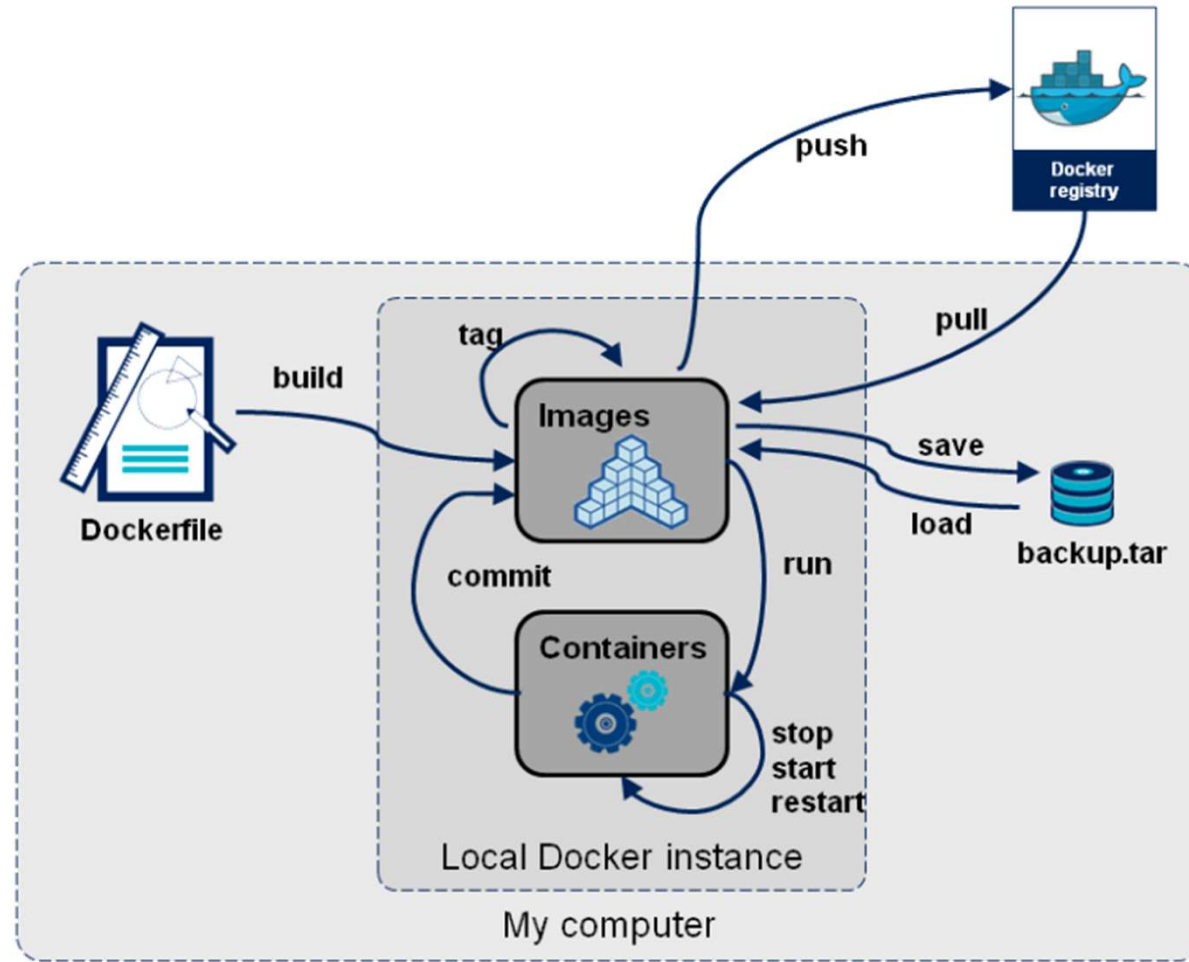 push
Docker
registry
tag
pull
build
Images
save
Dockerfile
load
backup.tar
commit
run
Containers
stop
start
restart
Local Docker instance
My computer